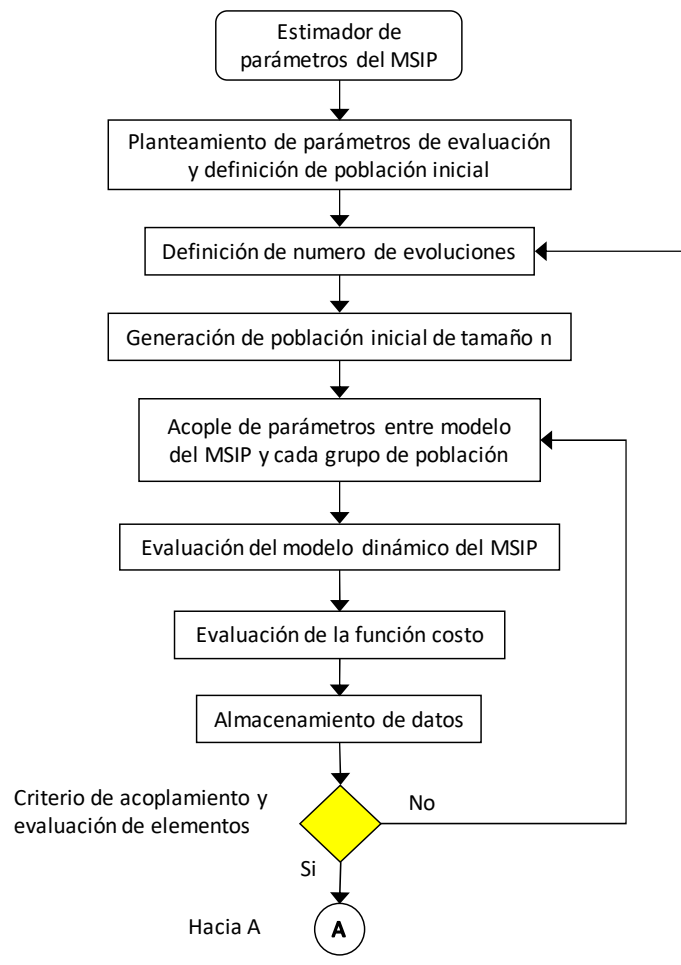 Estimador de
parámetros del MSIP
Planteamiento de parámetros de evaluación
y definición de población inicial
Definición de numero de evoluciones
Generación de población inicial de tamaño n
Acople de parámetros entre modelo
del MSIP y cada grupo de población
Evaluación del modelo dinámico del MSIP
Evaluación de la función costo
Almacenamiento de datos
Criterio de acoplamiento y
evaluación de elementos
No
Si
Hacia A
A